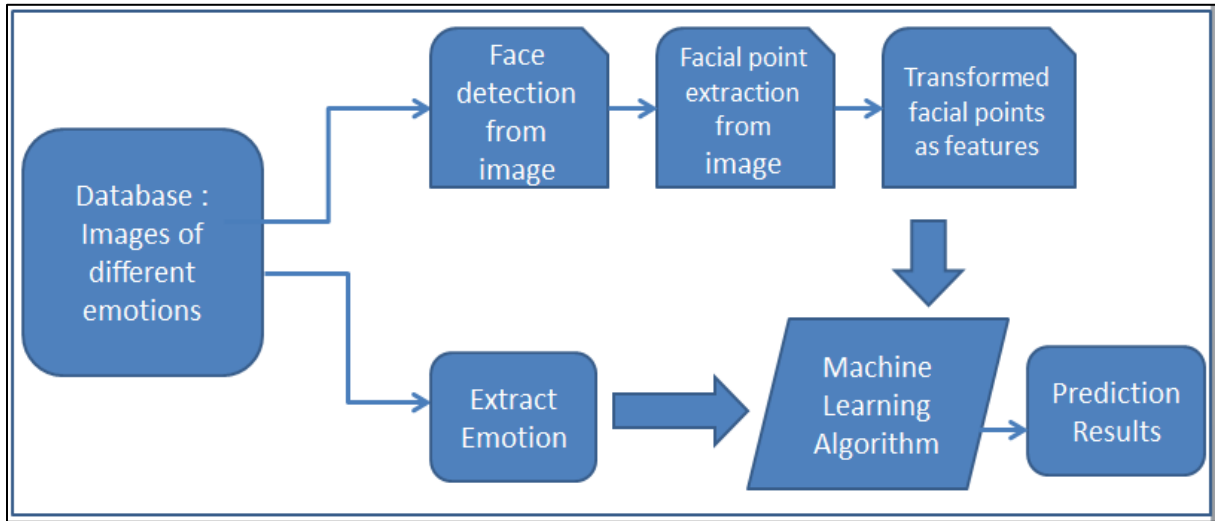 Face
detection
from
image
Facial point
extraction
from
image
Transformed
facial points
as features
Database :
Images of
different
emotions
Extract
Emotion
Machine
Learning
Algorithm
Prediction
Results